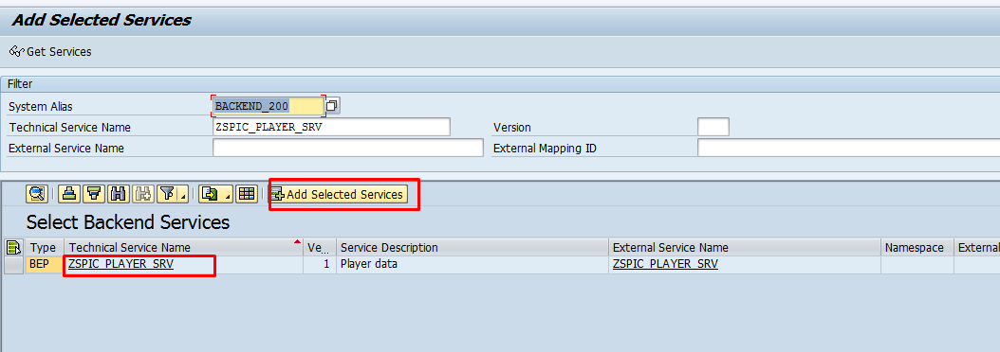 Add Selected Services
Get Services
Filter
System Alias BACKEND_200
Technical Service Name ZSPIC_PLAYER_SRV Version
External Service Name External Mapping ID
Add Selected Services
Select Backend Services
Type Technical Service Name Ve... Service Description External Service Name Namespace External
BEP ZSPIC_PLAYER_SRV 1 Player data ZSPIC_PLAYER_SRV